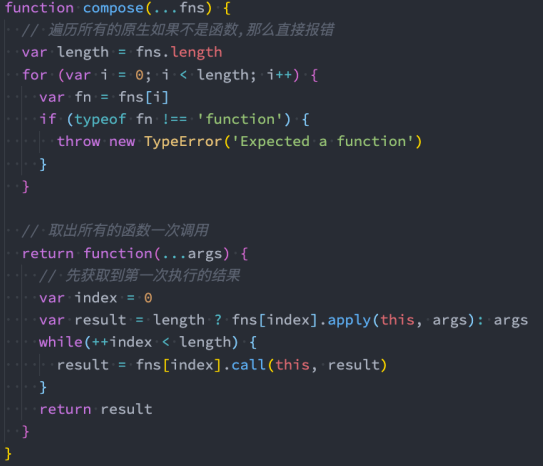 function compose(...fns) {
  // 遍历所有的原生如果不是函数,那么直接报错
  var length = fns.length
  for (var i = 0; i < length; i++) {
    var fn = fns[i]
    if (typeof fn !== 'function') {
      throw new TypeError('Expected a function')
    }
  }

  // 取出所有的函数一次调用
  return function(...args) {
    // 先获取到第一次执行的结果
    var index = 0
    var result = length ? fns[index].apply(this, args): args
    while(++index < length) {
      result = fns[index].call(this, result)
    }
    return result
  }
}